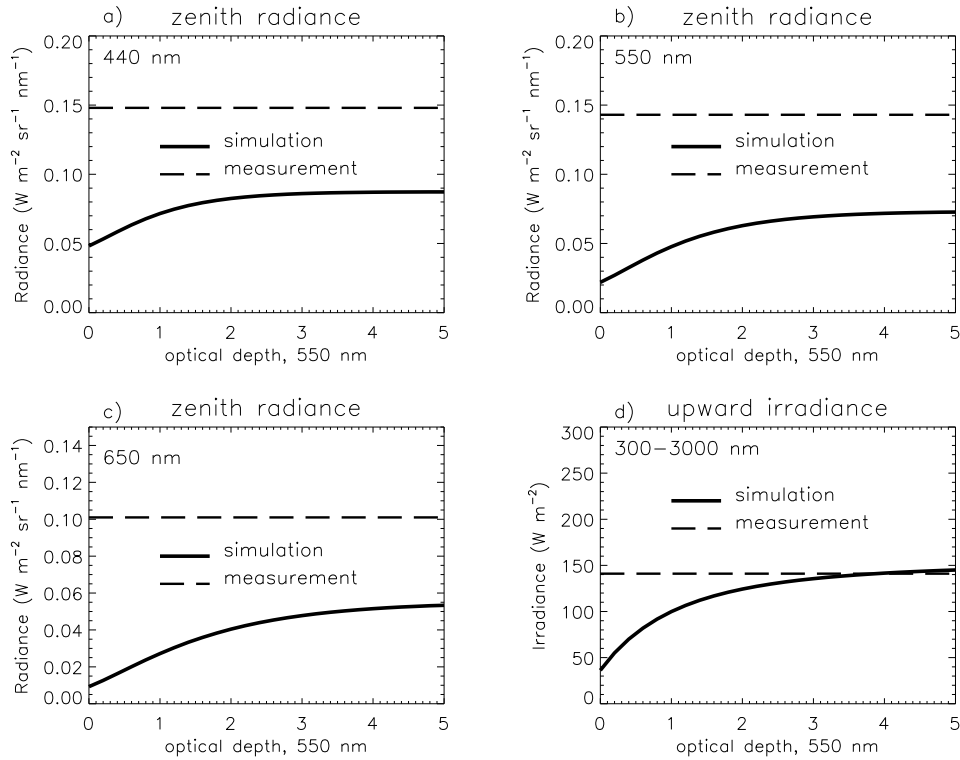 a) zenith radiance
440 nm
simulation
measurement
Radiance (W m⁻² sr⁻¹ nm⁻¹)
0.20
0.15
0.10
0.05
0.00
0 1 2 3 4 5
optical depth, 550 nm
b) zenith radiance
550 nm
simulation
measurement
Radiance (W m⁻² sr⁻¹ nm⁻¹)
0.20
0.15
0.10
0.05
0.00
0 1 2 3 4 5
optical depth, 550 nm
c) zenith radiance
650 nm
simulation
measurement
Radiance (W m⁻² sr⁻¹ nm⁻¹)
0.14
0.12
0.10
0.08
0.06
0.04
0.02
0.00
0 1 2 3 4 5
optical depth, 550 nm
d) upward irradiance
300−3000 nm
simulation
measurement
Irradiance (W m⁻²)
300
250
200
150
100
50
0
0 1 2 3 4 5
optical depth, 550 nm